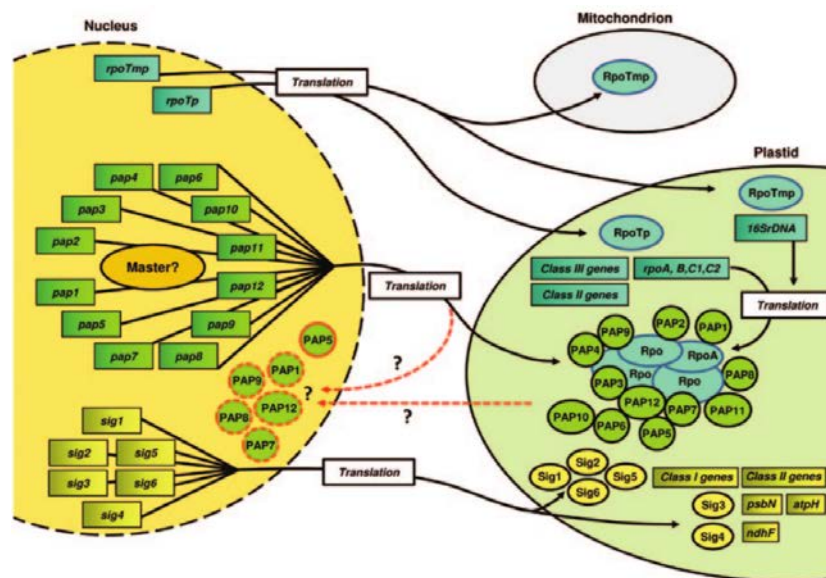 Nucleus
Mitochondrion
rpoTmp
rpoTp
Translation
RpoTmp
Plastid
RpoTmp
RpoTp
16SrDNA
pap4
pap6
pap3
pap10
pap2
pap11
Master?
pap1
pap12
pap5
pap9
pap7
pap8
Translation
Class III genes
rpoA, B,C1,C2
Class II genes
Translation
PAP5
PAP1
PAP9
?
?
PAP8
PAP12
PAP7
?
PAP9
PAP2
PAP1
PAP4
Rpo
RpoA
Rpo
Rpo
PAP8
PAP3
PAP12
PAP7
PAP11
PAP10
PAP6
PAP5
sig1
sig2
sig5
sig3
sig6
sig4
Translation
Sig2
Sig1
Sig5
Sig6
Class I genes
Class II genes
Sig3
psbN
atpH
Sig4
ndhF